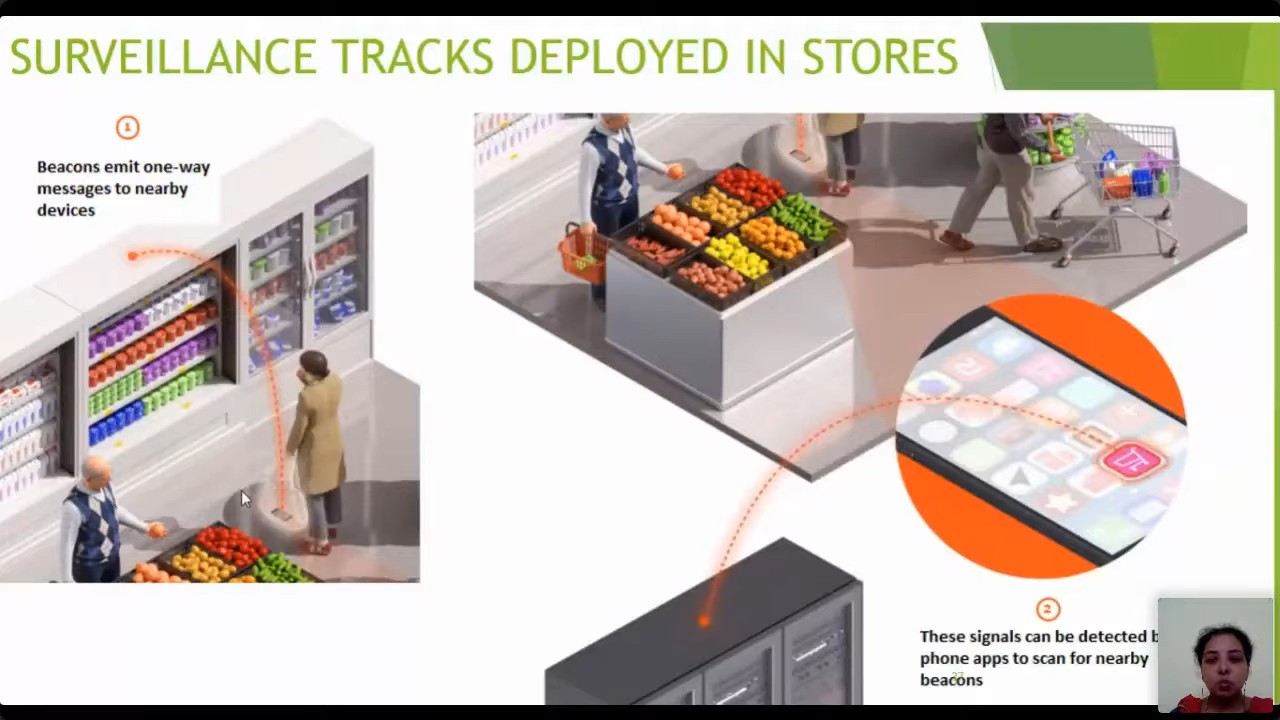 SURVEILLANCE TRACKS DEPLOYED IN STORES
1
Beacons emit one-way
messages to nearby
devices
2
These signals can be detected b
phone apps to scan for nearby
beacons
27